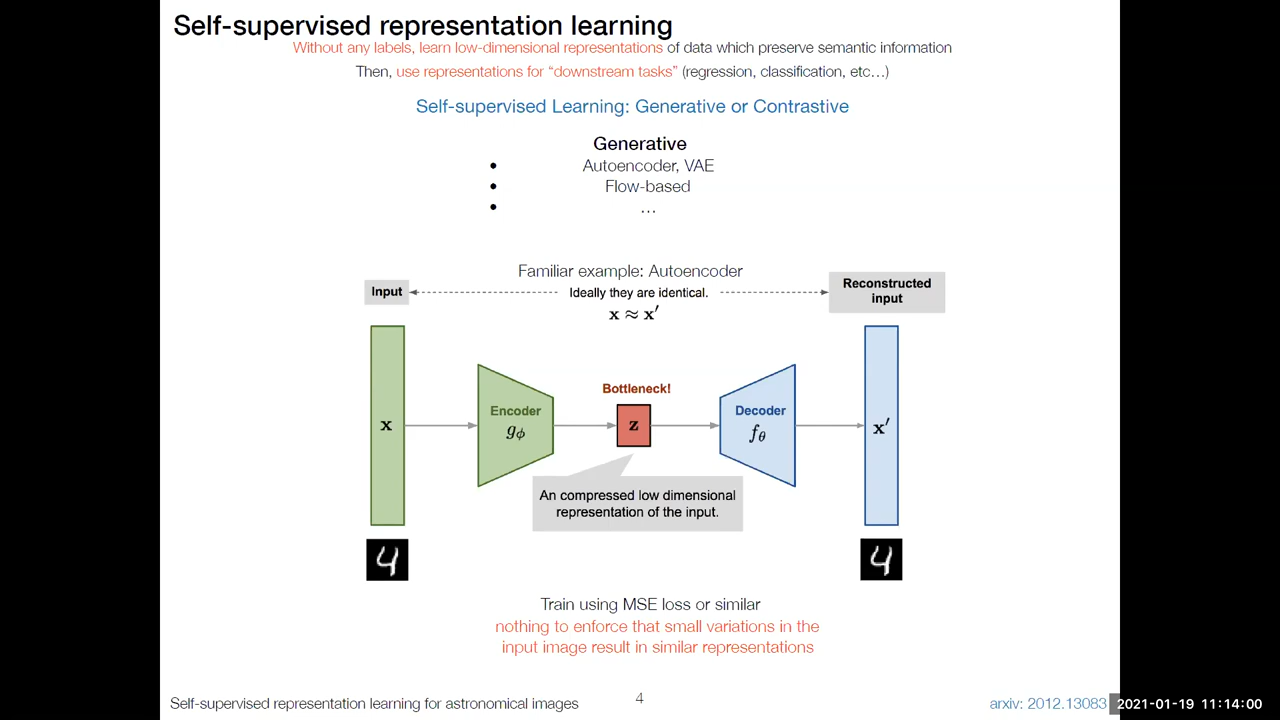 Self-supervised representation learning
Without any labels, learn low-dimensional representations of data which preserve semantic information
Then, use representations for “downstream tasks” (regression, classification, etc…)
Self-supervised Learning: Generative or Contrastive
Generative
• Autoencoder, VAE
• Flow-based
• …
Familiar example: Autoencoder
Input
Ideally they are identical.
x ≈ x′
Reconstructed
input
Bottleneck!
x
Encoder
gϕ
z
Decoder
fθ
x′
An compressed low dimensional
representation of the input.
4
4
Train using MSE loss or similar
nothing to enforce that small variations in the
input image result in similar representations
Self-supervised representation learning for astronomical images
4
arxiv: 2012.13083
2021-01-19 11:14:00